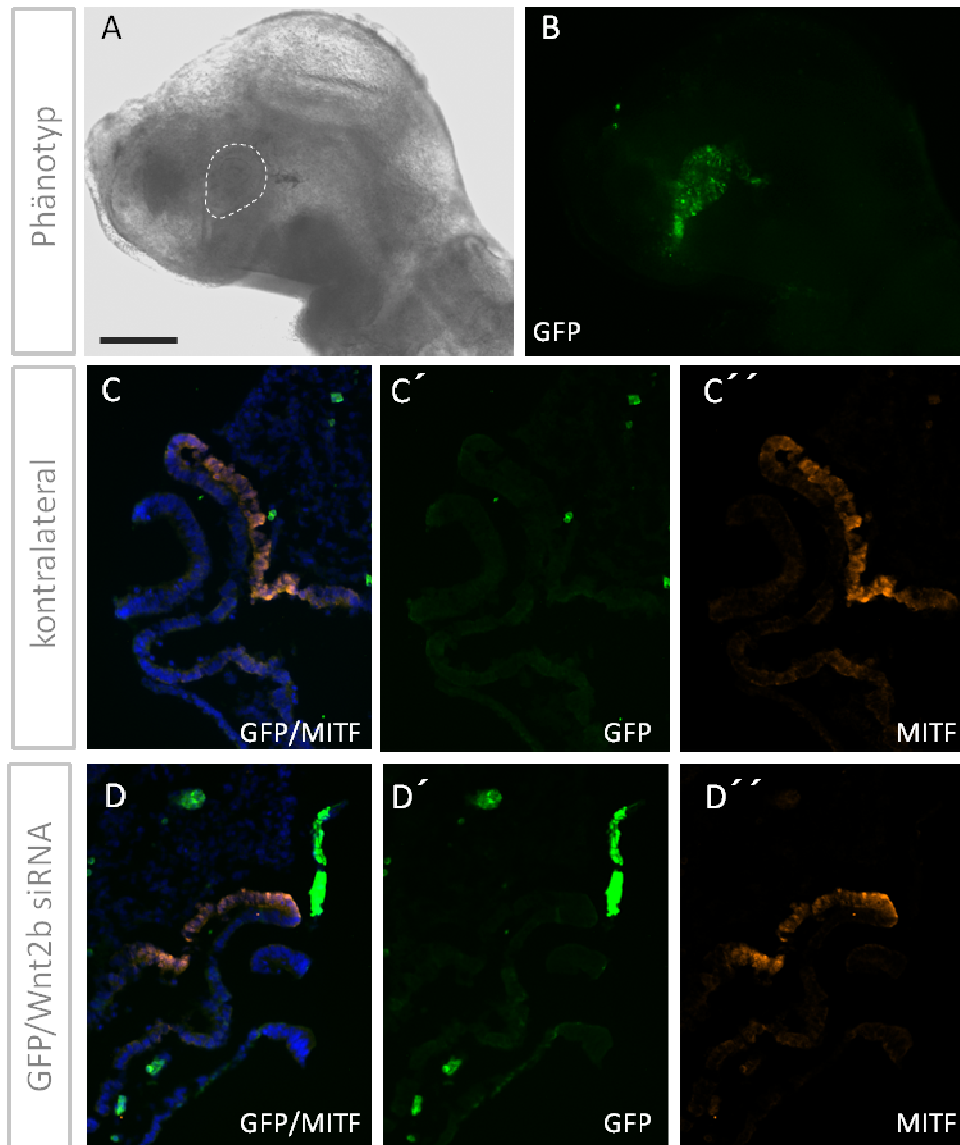 Phänotyp
A
B
GFP
kontralateral
C
GFP/MITF
C´
GFP
C´´
MITF
GFP/Wnt2b siRNA
D
GFP/MITF
D´
GFP
D´´
MITF